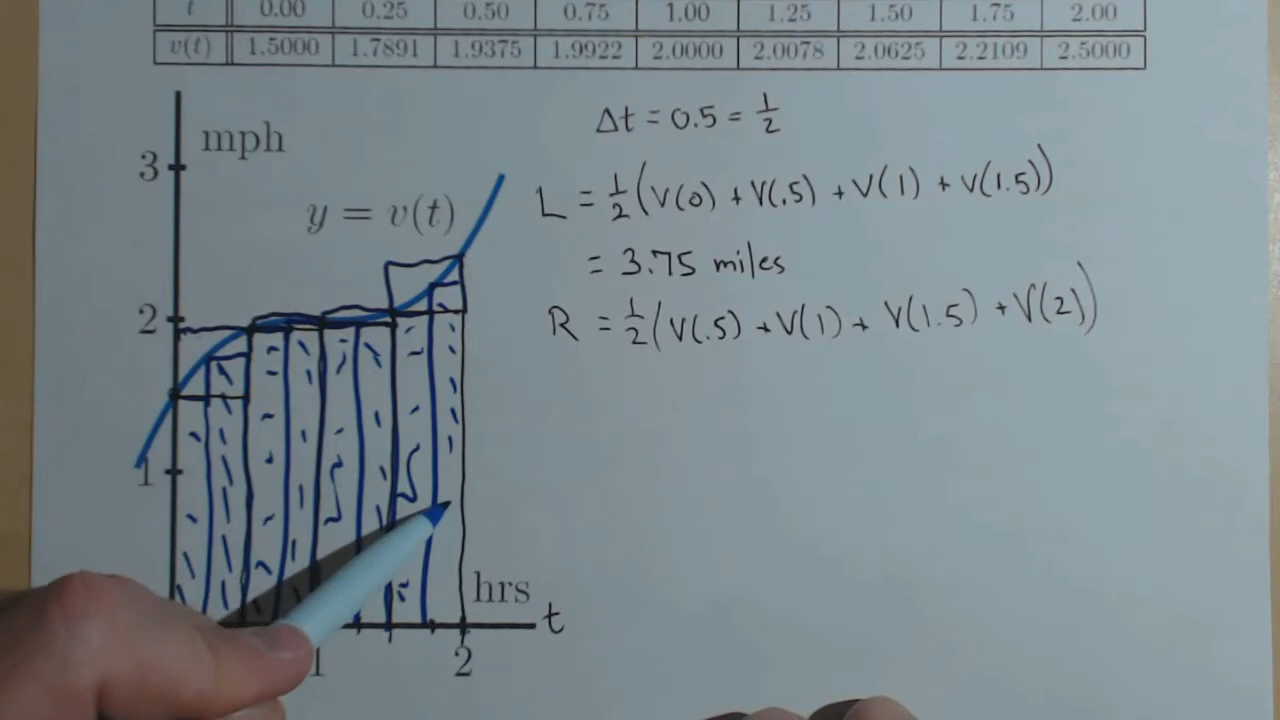 t 0.00 0.25 0.50 0.75 1.00 1.25 1.50 1.75 2.00
v(t) 1.5000 1.7891 1.9375 1.9922 2.0000 2.0078 2.0625 2.2109 2.5000
Δt = 0.5 = 1/2
mph
3
L = 1/2 (V(0) + V(.5) + V(1) + V(1.5))
y = v(t)
= 3.75 miles
2
R = 1/2 (V(.5) + V(1) + V(1.5) + V(2))
1
hrs
t
1 2